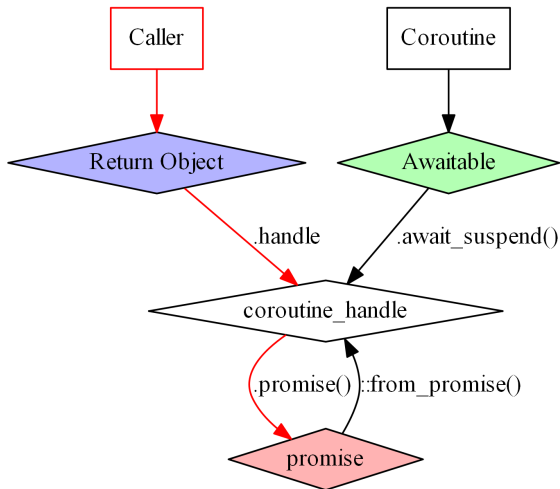 Caller
Coroutine
Return Object
Awaitable
.handle
.await_suspend()
coroutine_handle
.promise()
::from_promise()
promise